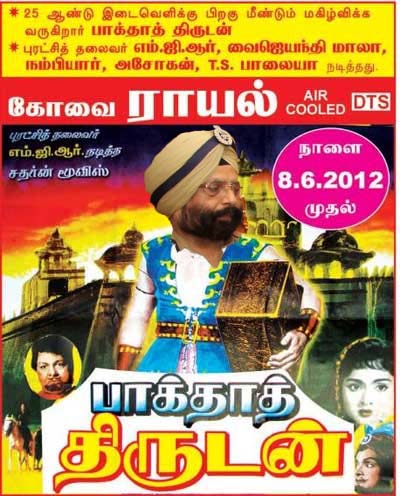 * 25 ஆண்டு இடைவெளிக்கு பிறகு மீண்டும் மகிழ்விக்க
வருகிறார் பாக்தாத் திருடன்
* புரட்சித் தலைவர் எம்.ஜி.ஆர், வைஜெயந்தி மாலா,
நம்பியார், அசோகன், T.S. பாலையா நடித்தது.
கோவை ராயல் AIR COOLED DTS
புரட்சித்தலைவர்
எம்.ஜி.ஆர். நடித்த
சதர்ன் மூவிஸ்
நாளை
8.6.2012
முதல்
பாக்தாத்
திருடன்